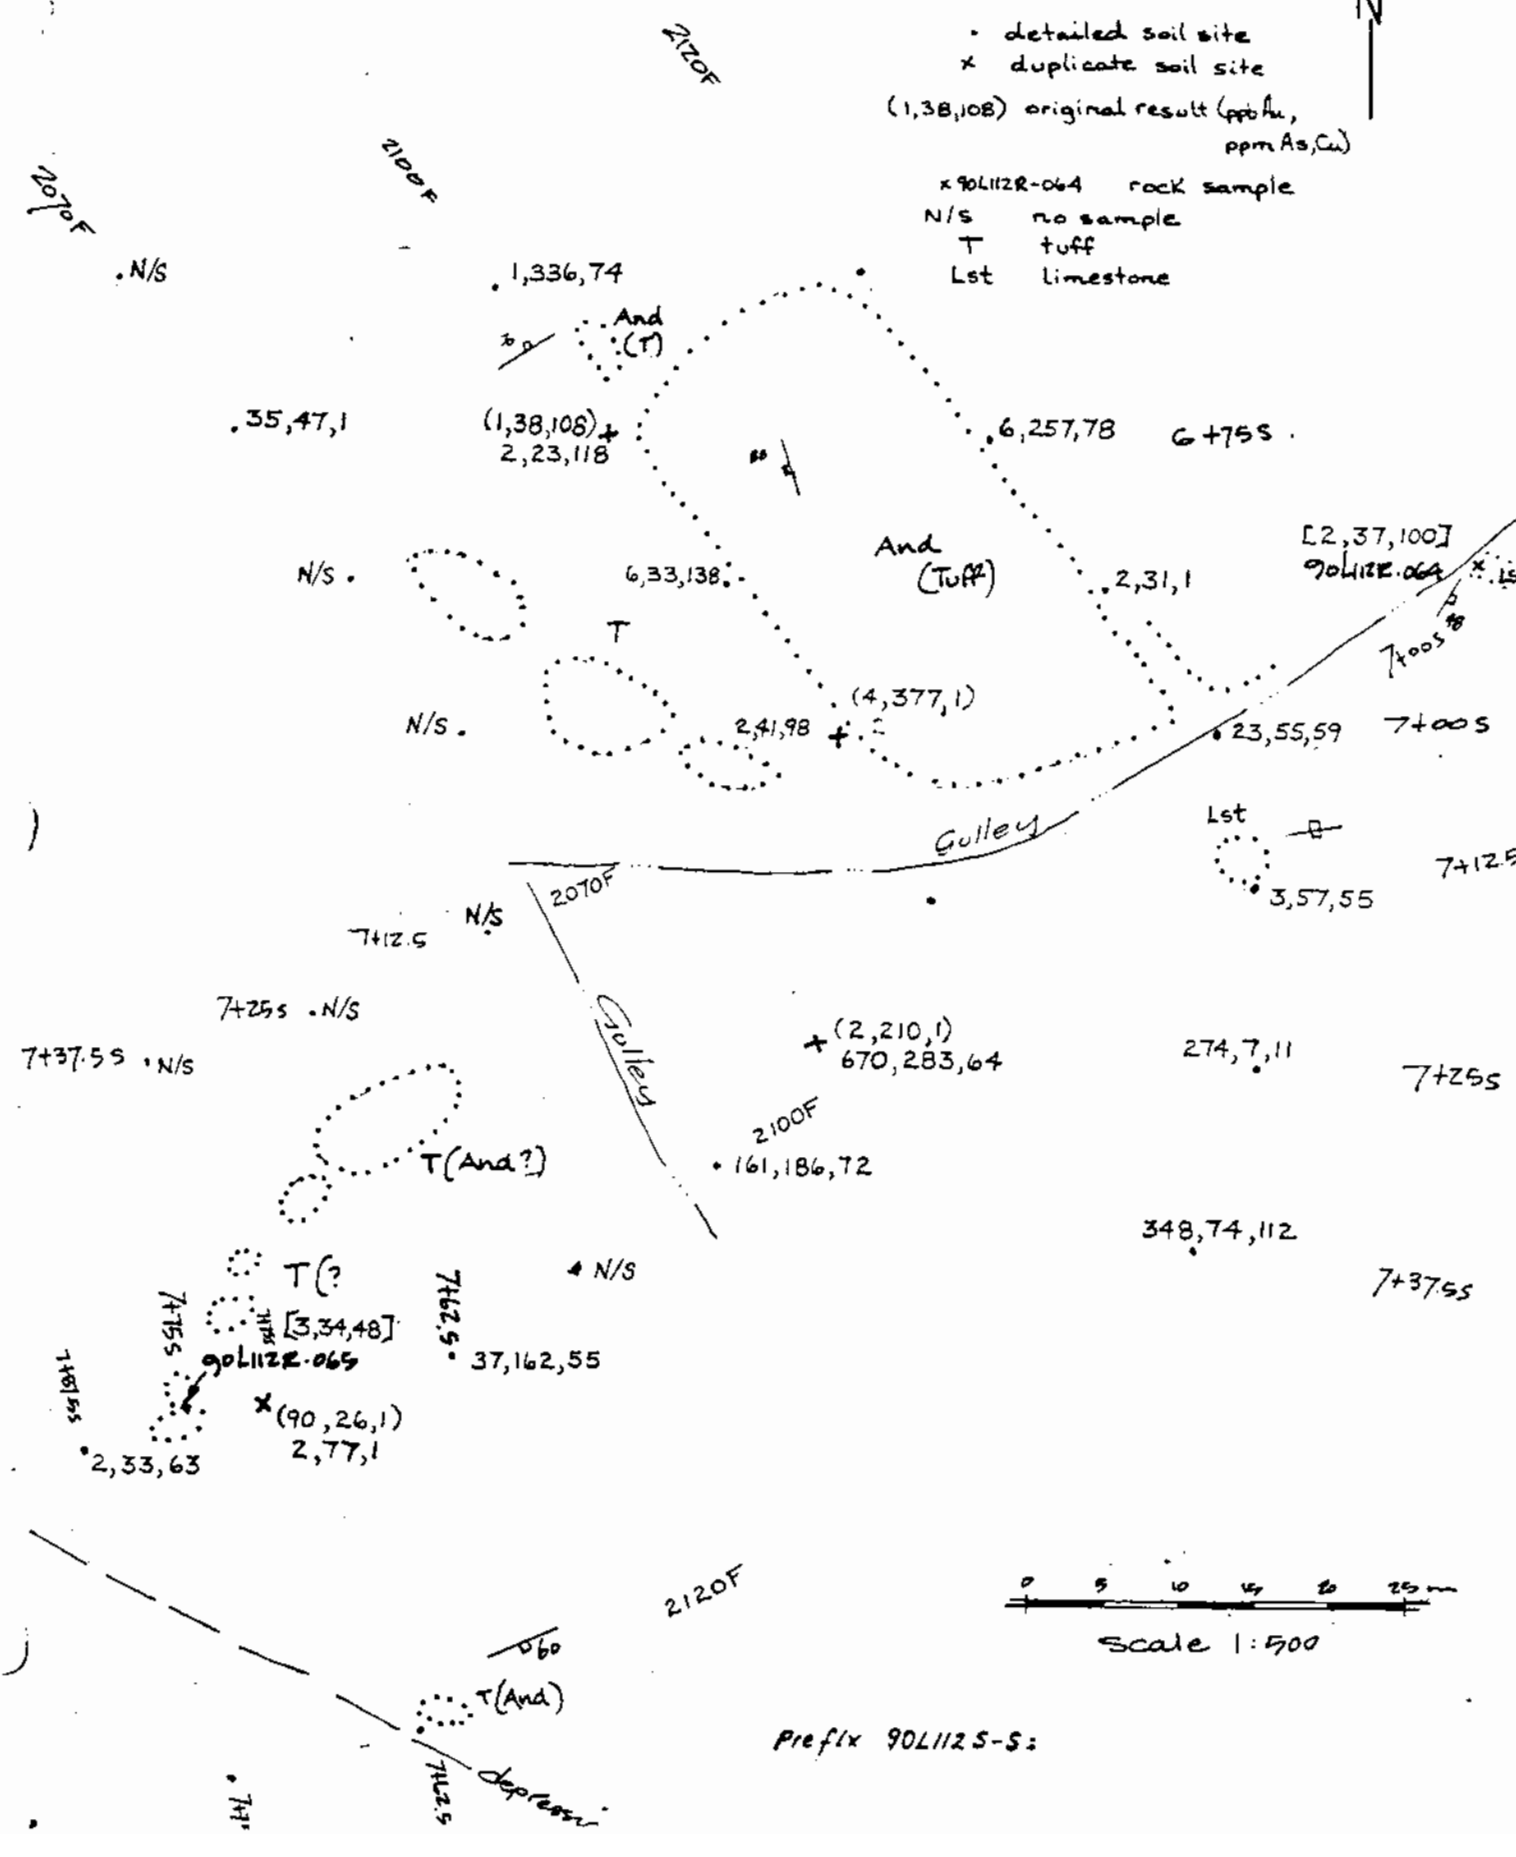 N
· detailed soil site
x duplicate soil site
(1,38,108) original result (ppb Au,
ppm As, Cu)
x 90L112R-064 rock sample
N/S no sample
T tuff
Lst limestone
2120F
2100F
2070F
N/S
1,336,74
And
(T)
35,47,1
(1,38,108)
2,23,118
6,257,78
6+75S
And
(Tuff)
[2,37,100]
90L112R.064
N/S
6,33,138
2,31,1
T
7+00S
N/S
2,41,98
(4,377,1)
23,55,59
7+00S
Gulley
Lst
7+12.5
3,57,55
2070F
N/S
7+12.5
7+25S
N/S
7+37.5S
N/S
Gulley
(2,210,1)
670,283,64
274,7,11
7+25S
2100F
T(And?)
161,186,72
348,74,112
7+37.5S
T(?
N/S
7+62.5
7+75S
[3,34,48]
90L112R.065
37,162,55
7+87.5S
(90,26,1)
2,77,1
2,33,63
2120F
0 5 10 15 20 25 m
Scale 1:500
60
T(And)
Prefix 90L112S-S:
7+62.5